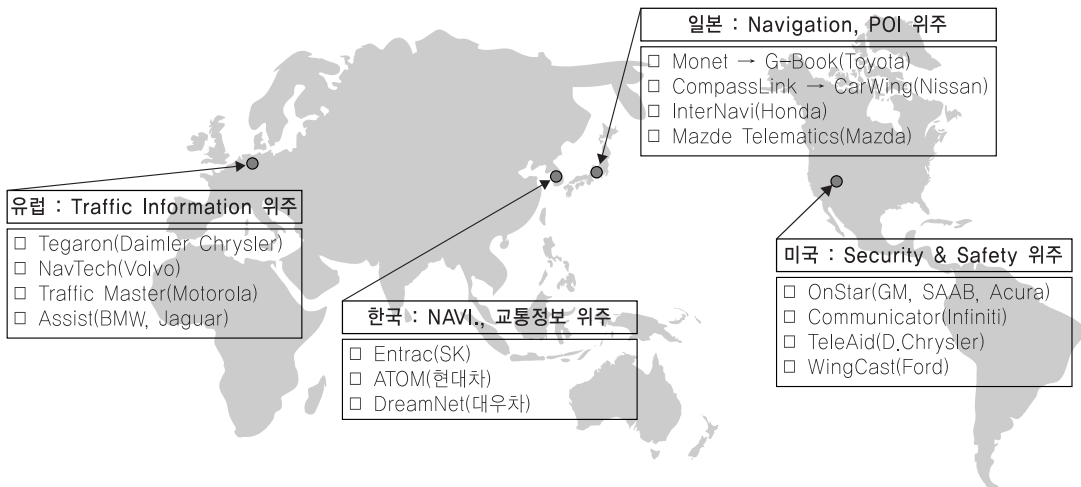 일본 : Navigation, POI 위주
□ Monet → G-Book(Toyota)
□ CompassLink → CarWing(Nissan)
□ InterNavi(Honda)
□ Mazde Telematics(Mazda)
유럽 : Traffic Information 위주
□ Tegaron(Daimler Chrysler)
□ NavTech(Volvo)
□ Traffic Master(Motorola)
□ Assist(BMW, Jaguar)
한국 : NAVI., 교통정보 위주
□ Entrac(SK)
□ ATOM(현대차)
□ DreamNet(대우차)
미국 : Security & Safety 위주
□ OnStar(GM, SAAB, Acura)
□ Communicator(Infiniti)
□ TeleAid(D.Chrysler)
□ WingCast(Ford)